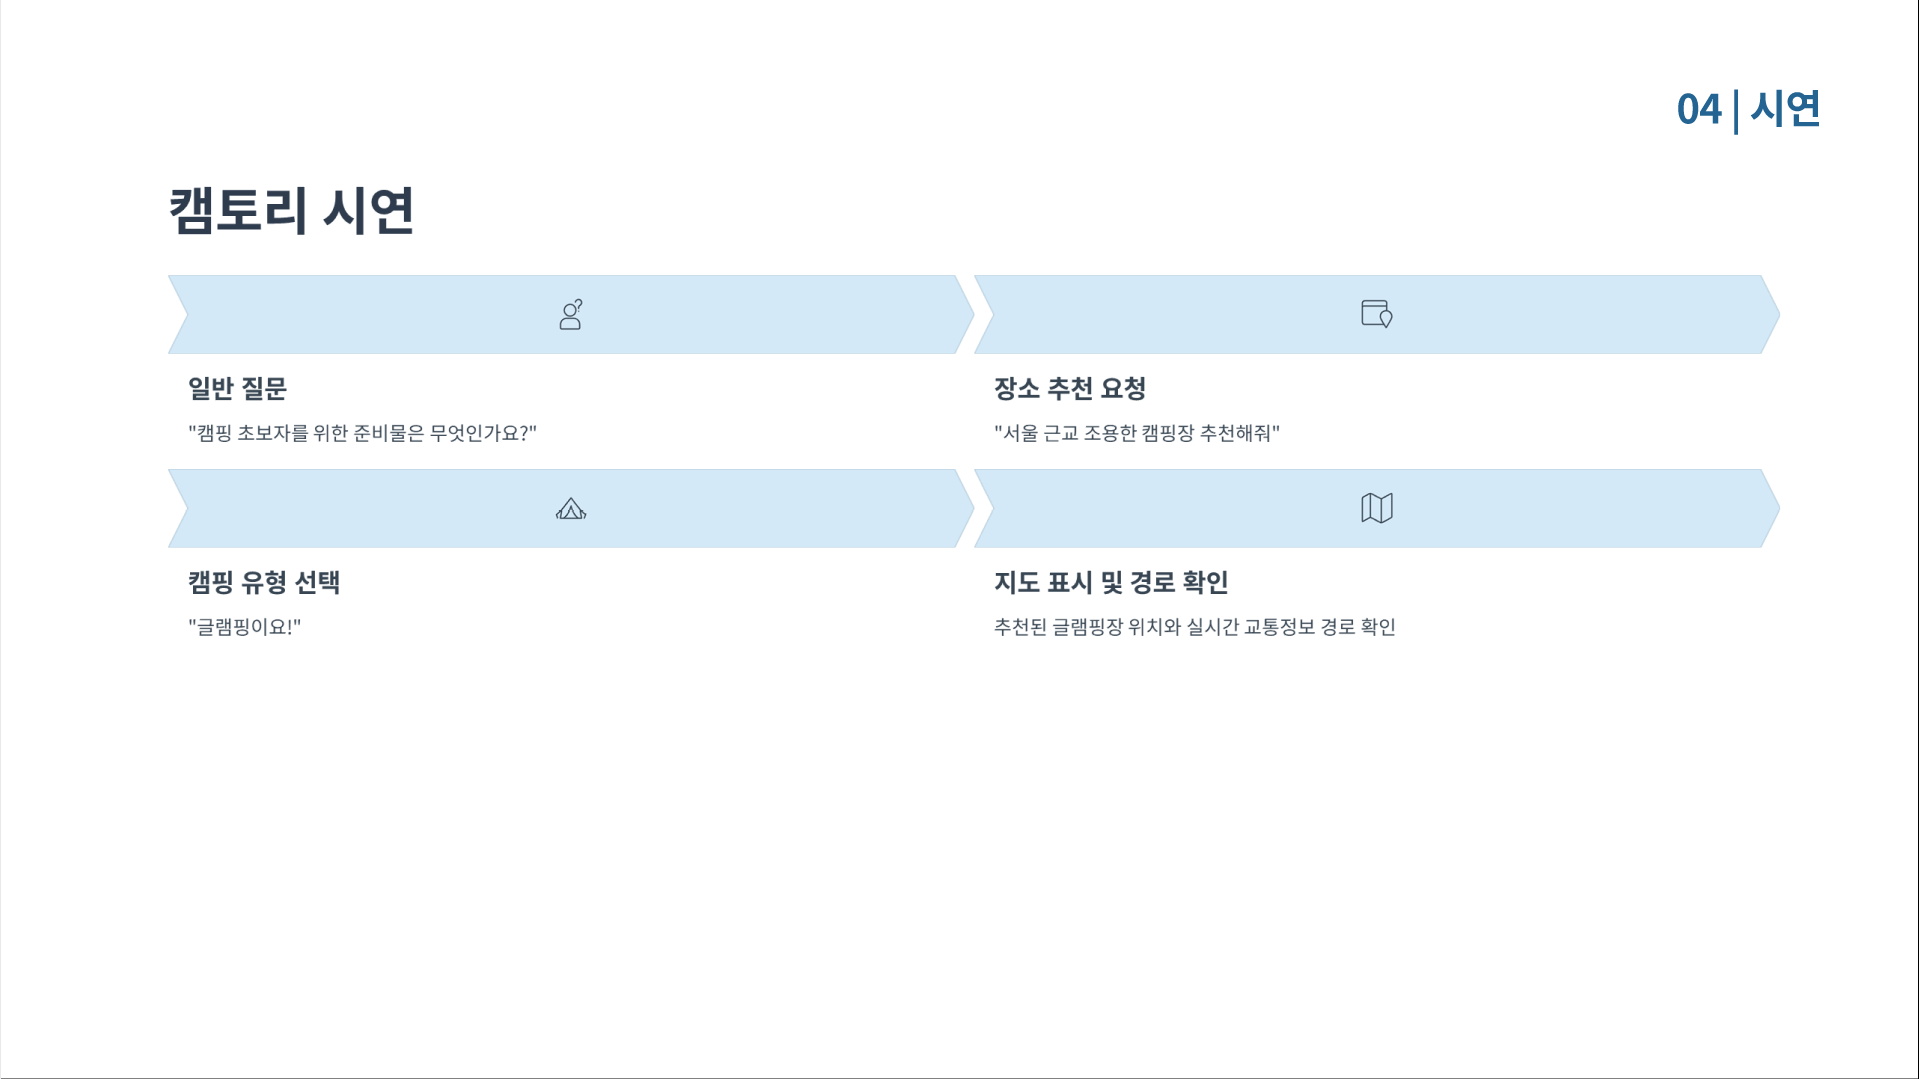 04 | 시연
캠토리 시연
일반 질문
"캠핑 초보자를 위한 준비물은 무엇인가요?"
장소 추천 요청
"서울 근교 조용한 캠핑장 추천해줘"
캠핑 유형 선택
"글램핑이요!"
지도 표시 및 경로 확인
추천된 글램핑장 위치와 실시간 교통정보 경로 확인